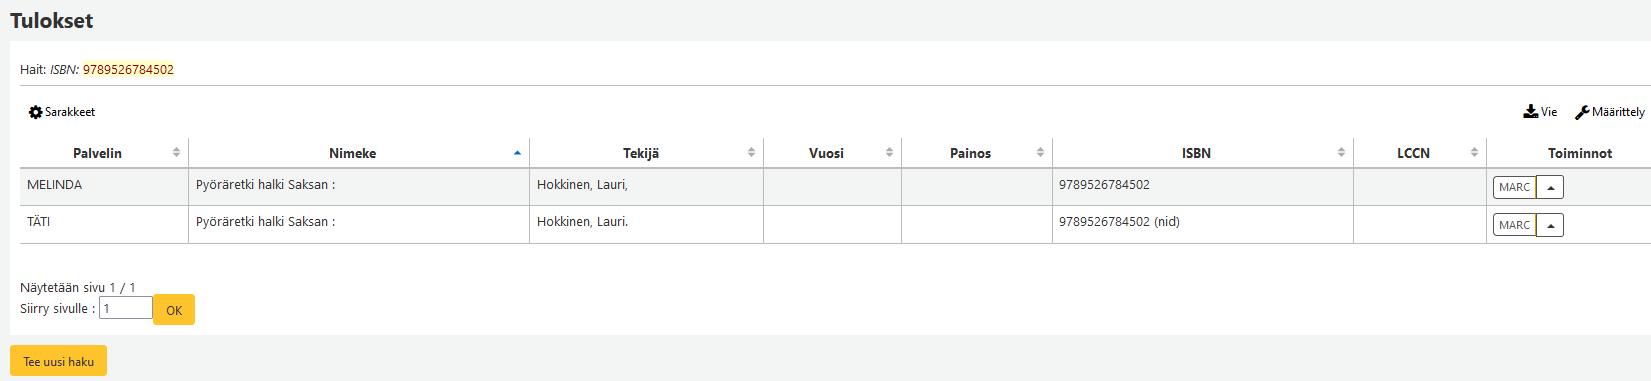 Tulokset
Hait: ISBN: 9789526784502
Sarakkeet Vie Määrittely
Palvelin Nimeke Tekijä Vuosi Painos ISBN LCCN Toiminnot
MELINDA Pyöräretki halki Saksan : Hokkinen, Lauri, 9789526784502 MARC
TÄTI Pyöräretki halki Saksan : Hokkinen, Lauri. 9789526784502 (nid) MARC
Näytetään sivu 1 / 1
Siirry sivulle : 1 OK
Tee uusi haku